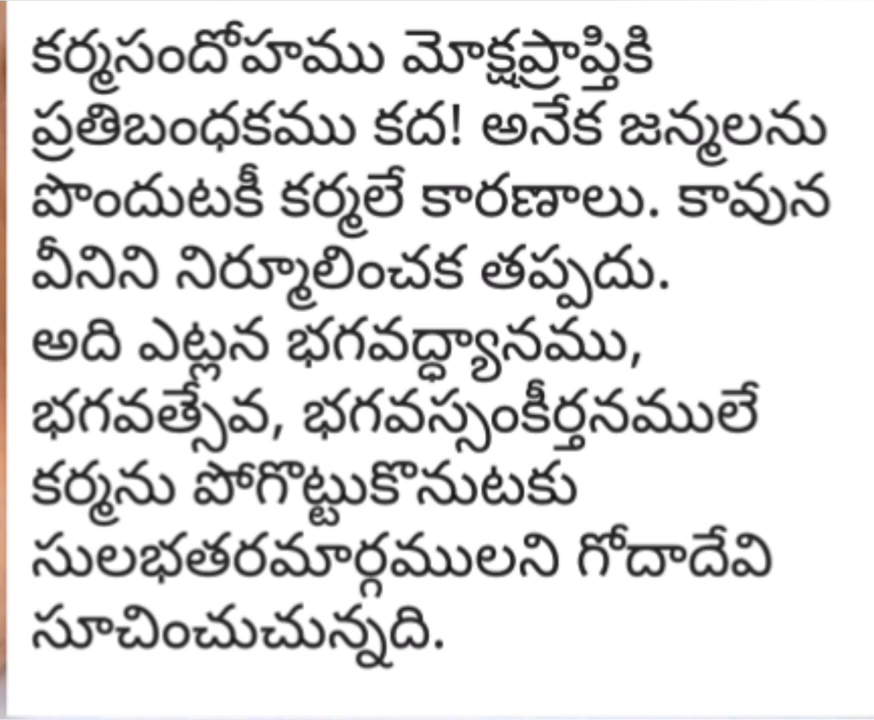 కర్మసందోహము మోక్షప్రాప్తికి
ప్రతిబంధకము కద! అనేక జన్మలను
పొందుటకీ కర్మలే కారణాలు. కావున
వీనిని నిర్మూలించక తప్పదు.
అది ఎట్లన భగవద్ధ్యానము,
భగవత్సేవ, భగవస్సంకీర్తనములే
కర్మను పోగొట్టుకొనుటకు
సులభతరమార్గములని గోదాదేవి
సూచించుచున్నది.